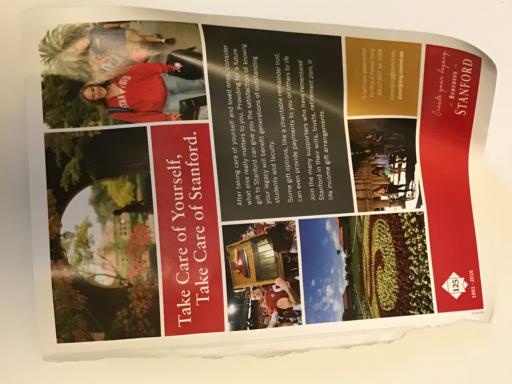 Take Care of Yourself,
Take Care of Stanford.
After taking care of yourself and loved ones, consider
what else really matters to you. Providing for a future
gift to Stanford can give you the satisfaction of knowing
your legacy will benefit generations of outstanding
students and faculty.
Some gift options, like a charitable remainder trust,
can even provide payments to you or others for life.
Join the many supporters who have remembered
Stanford in their wills, trusts, retirement plans or
life income gift arrangements.
Create your legacy
~ REMEMBER ~
STANFORD
125
1891 - 2016
STANFORD